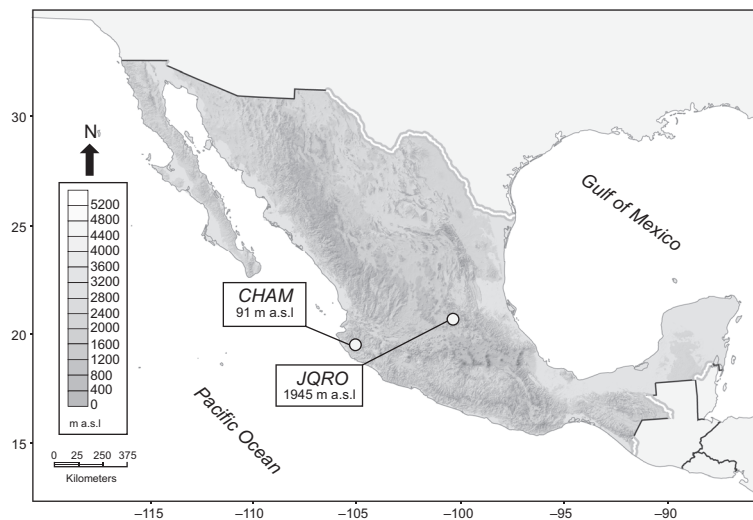 30
25
20
15
N
5200
4800
4400
4000
3600
3200
2800
2400
2000
1600
1200
800
400
0
m a.s.l
0 25 250 375
Kilometers
CHAM
91 m a.s.l
JQRO
1945 m a.s.l
Gulf of Mexico
Pacific Ocean
−115
−110
−105
−100
−95
−90